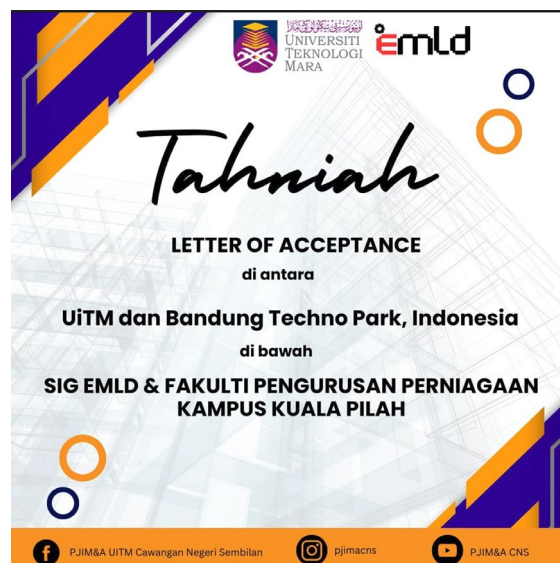 UNIVERSITI
TEKNOLOGI
MARA
emld
Tahniah
LETTER OF ACCEPTANCE
di antara
UiTM dan Bandung Techno Park, Indonesia
di bawah
SIG EMLD & FAKULTI PENGURUSAN PERNIAGAAN
KAMPUS KUALA PILAH
PJIM&A UITM Cawangan Negeri Sembilan
pjimacns
PJIM&A CNS